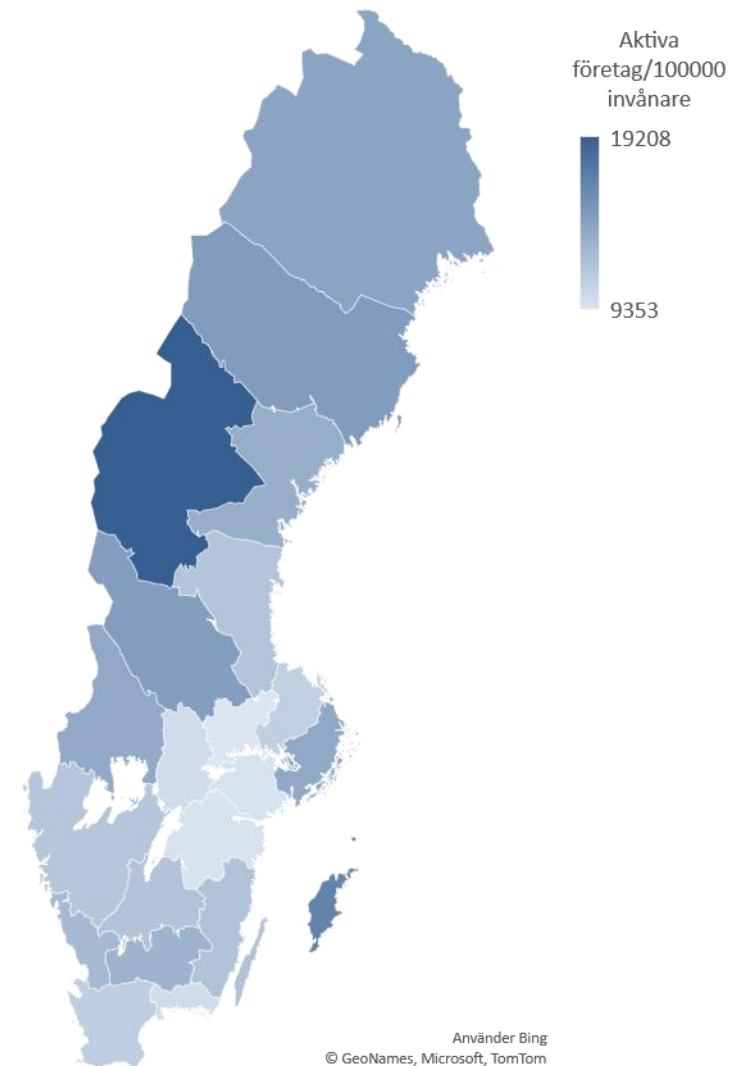 Aktiva
företag/100000
invånare
19208
9353
Använder Bing
© GeoNames, Microsoft, TomTom